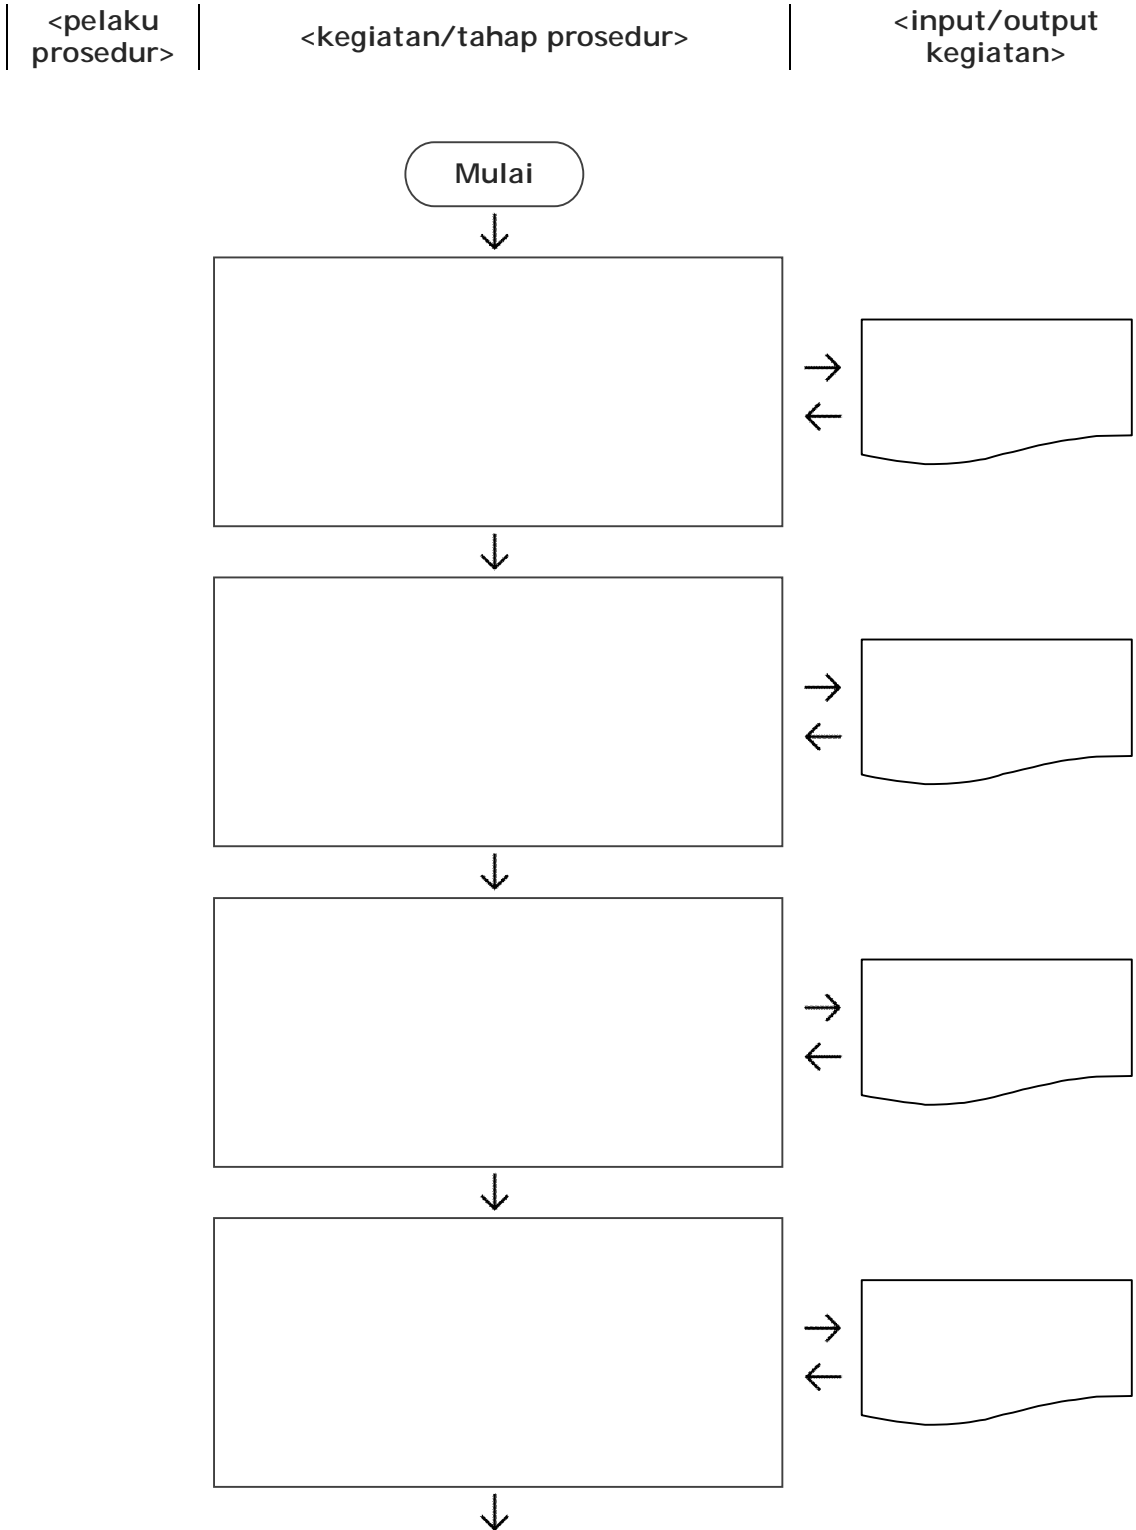 <pelaku
prosedur>
<kegiatan/tahap prosedur>
<input/output
kegiatan>
Mulai